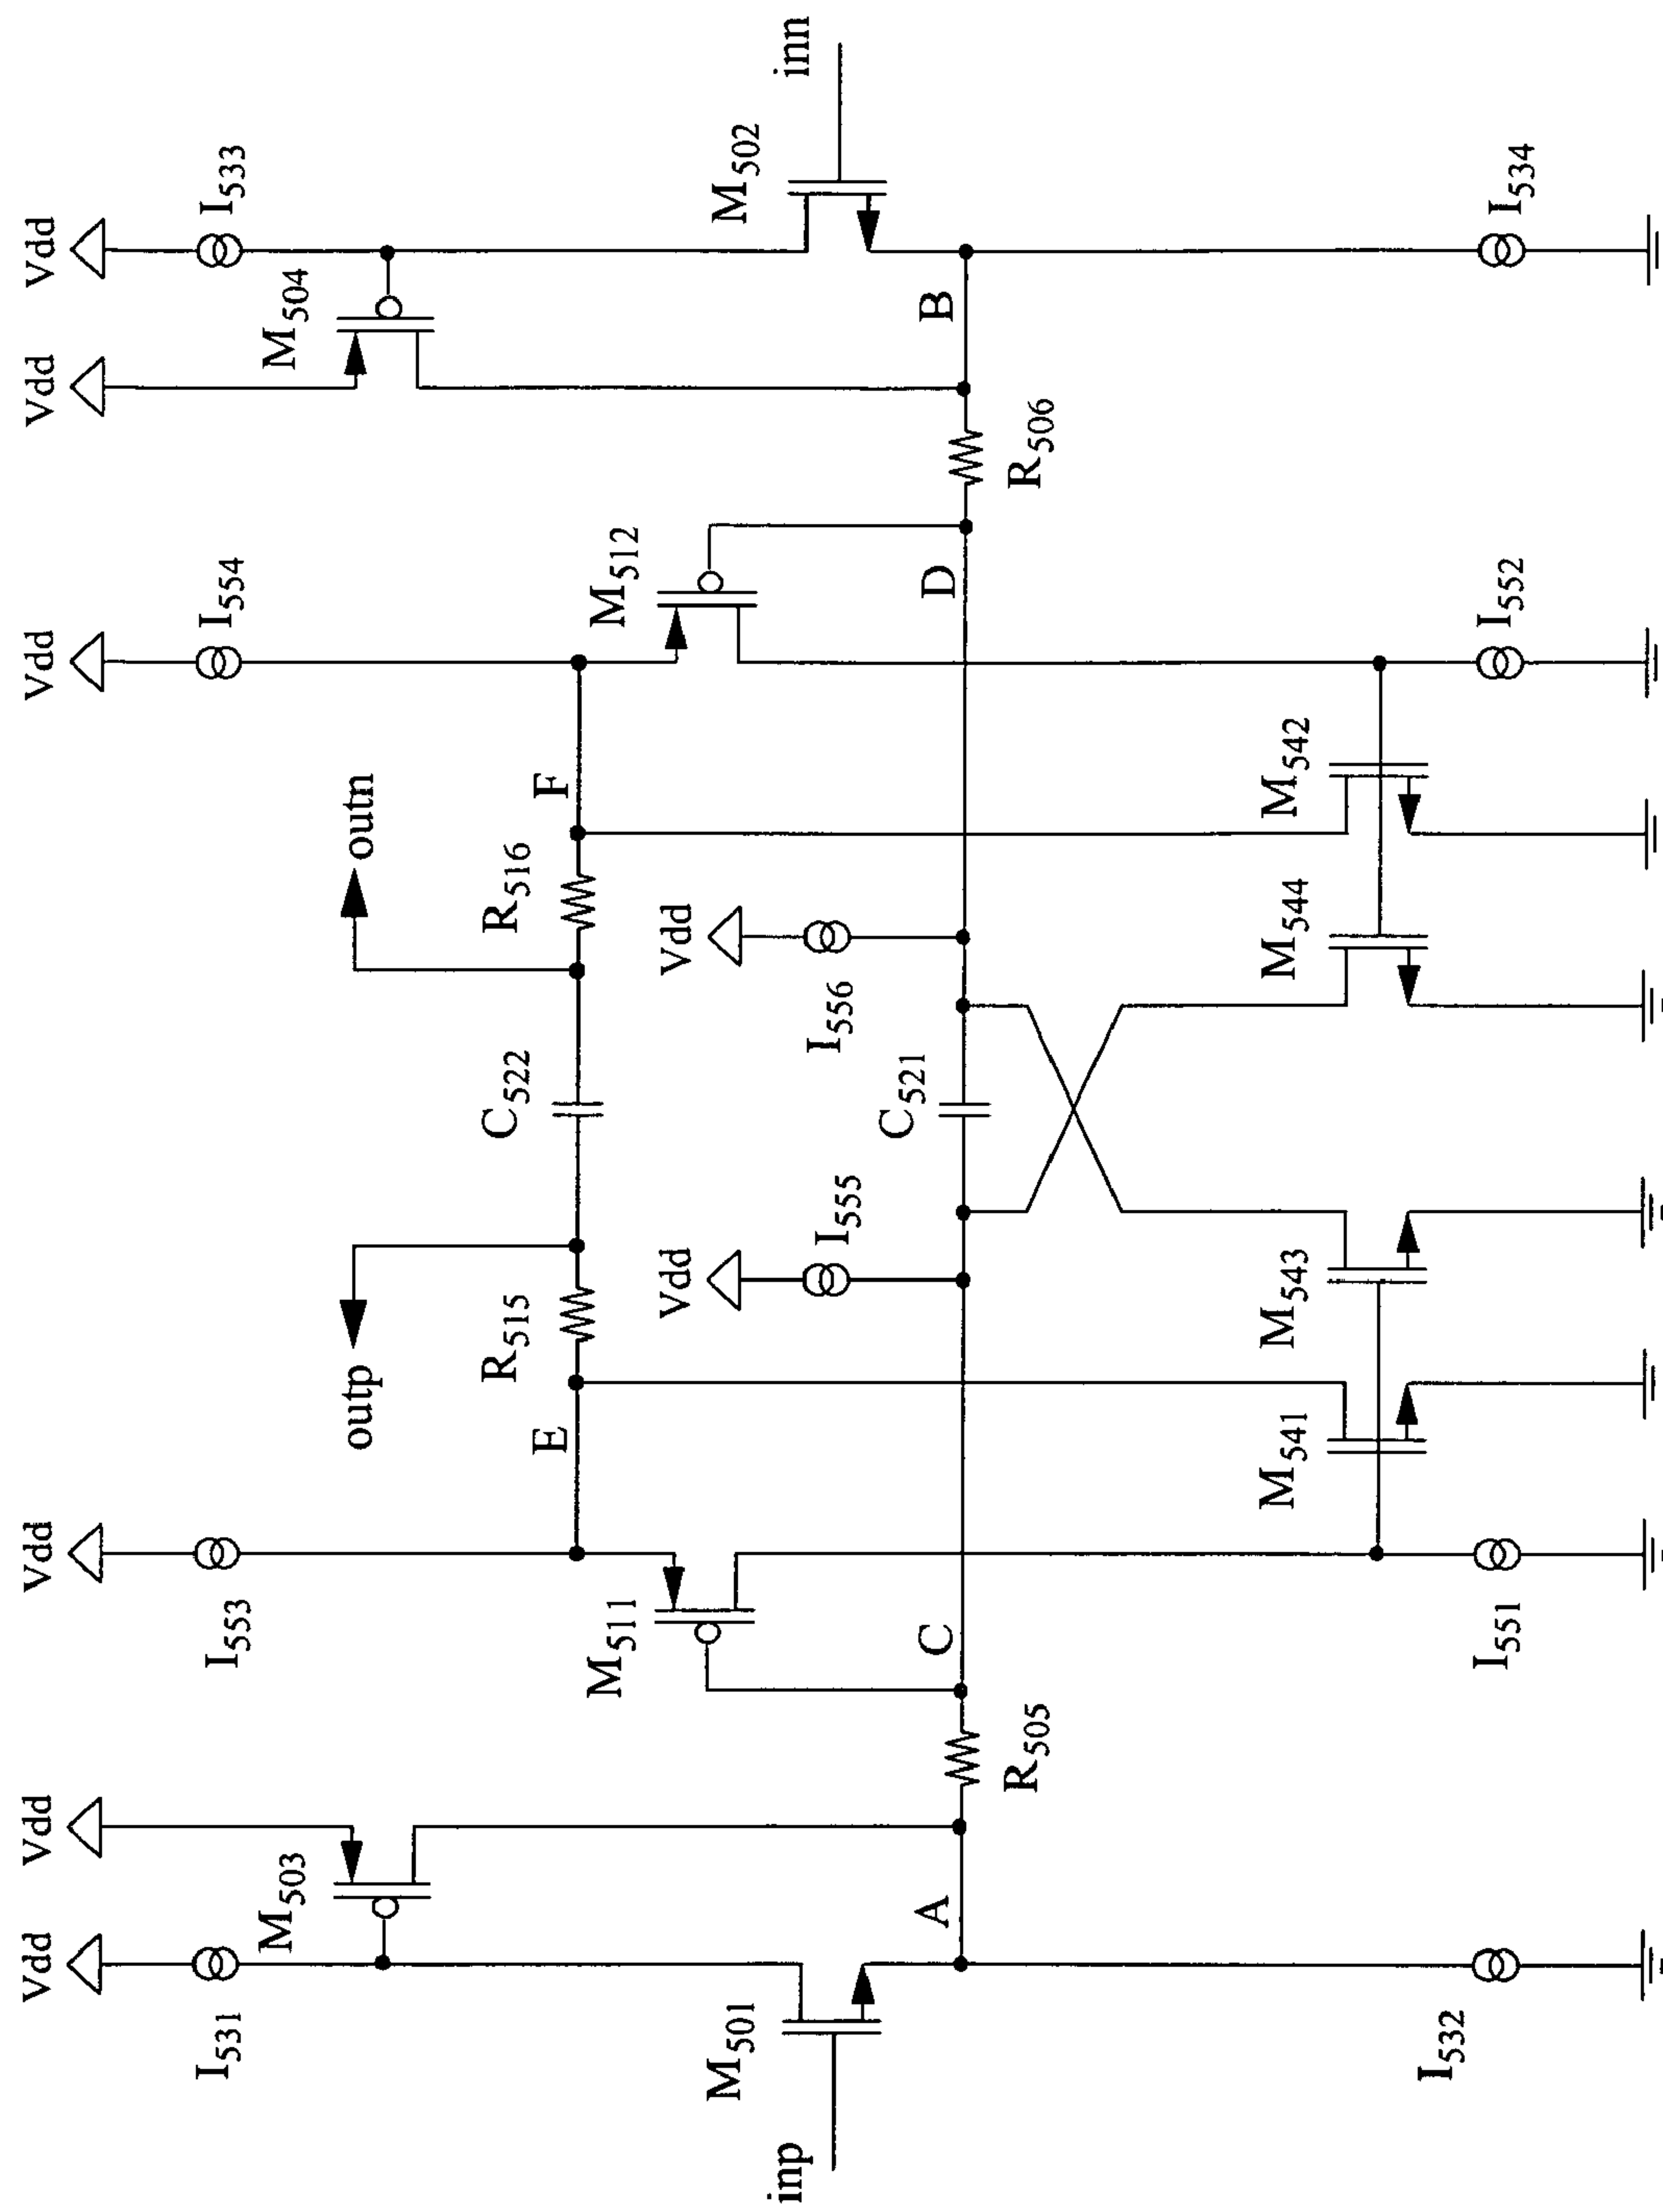 Vdd Vdd Vdd Vdd Vdd Vdd
I531 M503 I553 I554 M504 I533
outp outn
R515 C522 R516
E F
M501 M511 Vdd Vdd M512 M502
inp inn
I555 C521 I556
A C D B
R505 R506
M541 M543 M544 M542
I532 I551 I552 I534